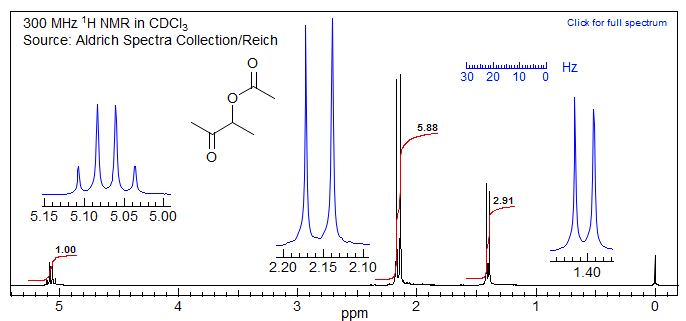 300 MHz ¹H NMR in CDCl₃
Source: Aldrich Spectra Collection/Reich
Click for full spectrum
30 20 10 0 Hz
O
O
O
5.88
2.91
1.00
5.15 5.10 5.05 5.00
2.20 2.15 2.10
1.40
5 4 3 2 1 0
ppm